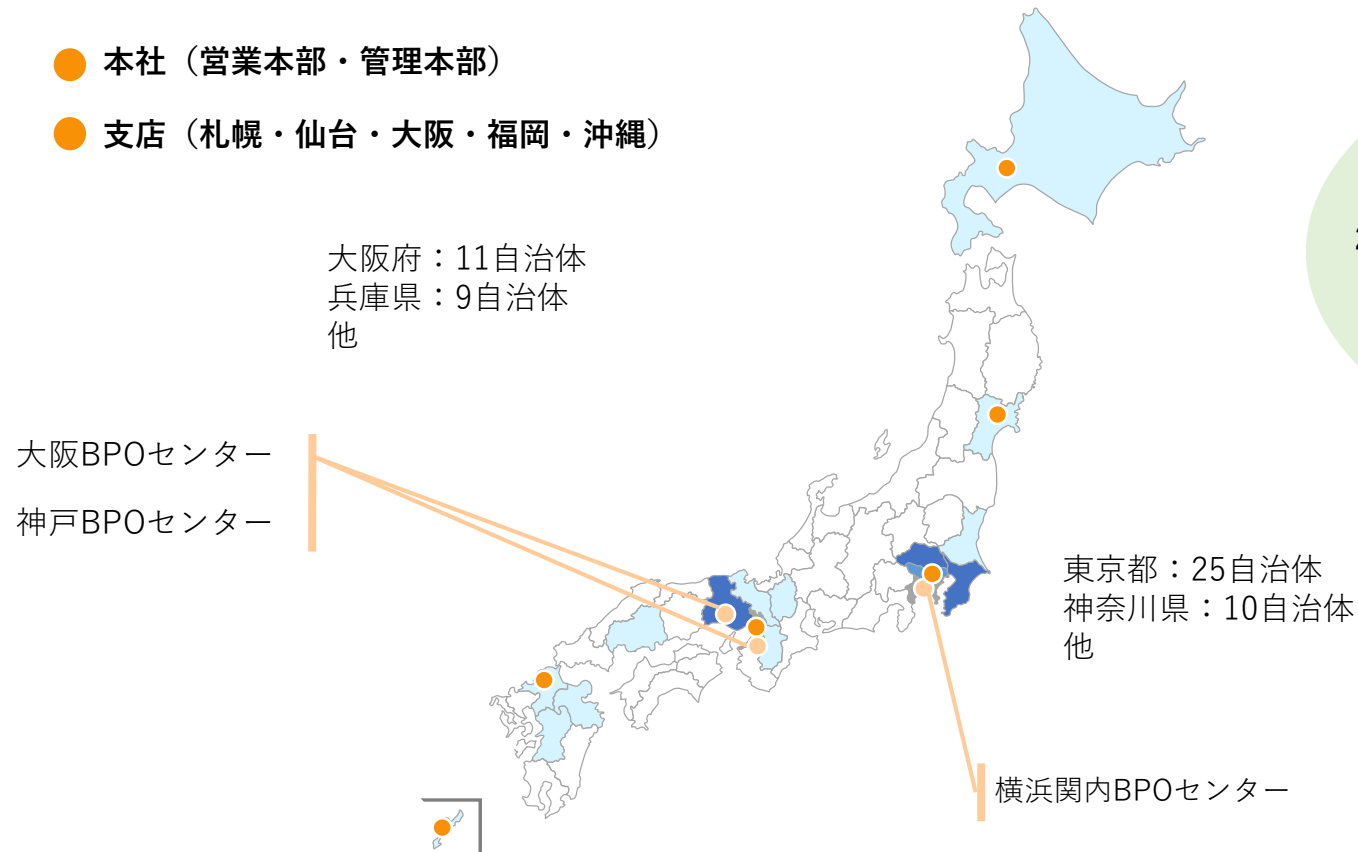 本社（営業本部・管理本部）
支店（札幌・仙台・大阪・福岡・沖縄）
大阪府：11自治体
兵庫県：9自治体
他
大阪BPOセンター
神戸BPOセンター
東京都：25自治体
神奈川県：10自治体
他
横浜関内BPOセンター